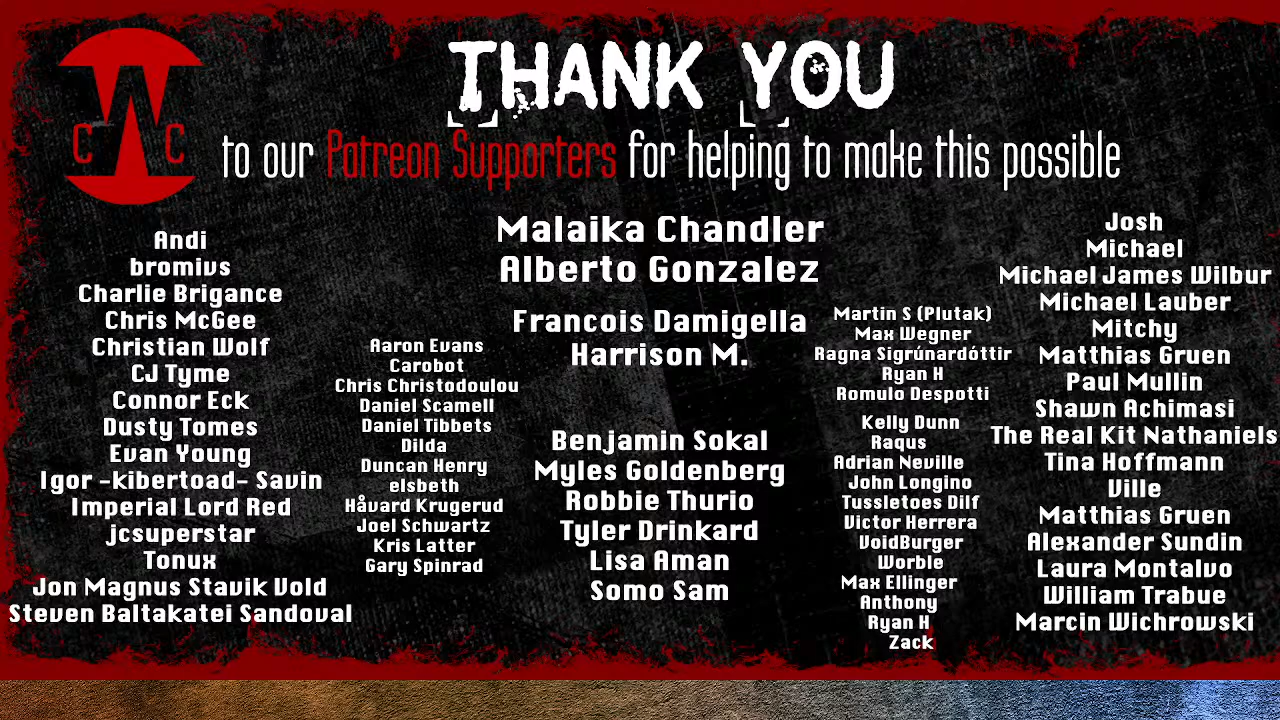 W
C C
THANK YOU
to our Patreon Supporters for helping to make this possible
Andi
bromivs
Charlie Brigance
Chris McGee
Christian Wolf
CJ Tyme
Connor Eck
Dusty Tomes
Evan Young
Igor -kibertoad- Savin
Imperial Lord Red
jcsuperstar
Tonux
Jon Magnus Stavik Vold
Steven Baltakatei Sandoval
Aaron Evans
Carobot
Chris Christodoulou
Daniel Scamell
Daniel Tibbets
Dilda
Duncan Henry
elsbeth
Håvard Krugerud
Joel Schwartz
Kris Latter
Gary Spinrad
Malaika Chandler
Alberto Gonzalez
Francois Damigella
Harrison M.
Benjamin Sokal
Myles Goldenberg
Robbie Thurio
Tyler Drinkard
Lisa Aman
Somo Sam
Martin S (Plutak)
Max Wegner
Ragna Sigrúnardóttir
Ryan H
Romulo Despotti
Kelly Dunn
Raqus
Adrian Neville
John Longino
Tussletoes Dilf
Victor Herrera
VoidBurger
Worble
Max Ellinger
Anthony
Ryan H
Zack
Josh
Michael
Michael James Wilbur
Michael Lauber
Mitchy
Matthias Gruen
Paul Mullin
Shawn Achimasi
The Real Kit Nathaniels
Tina Hoffmann
Ville
Matthias Gruen
Alexander Sundin
Laura Montalvo
William Trabue
Marcin Wichrowski